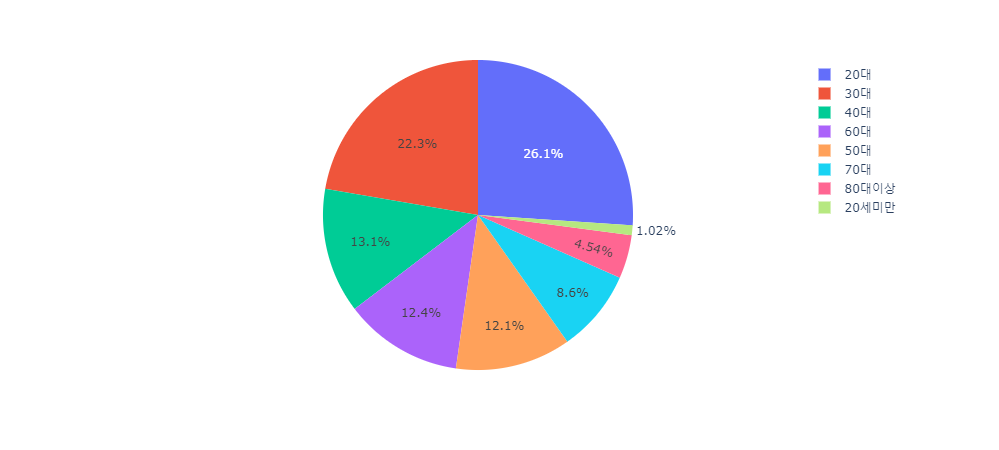 26.1%
22.3%
13.1%
12.4%
12.1%
8.6%
4.54%
1.02%
20대
30대
40대
60대
50대
70대
80대이상
20세미만